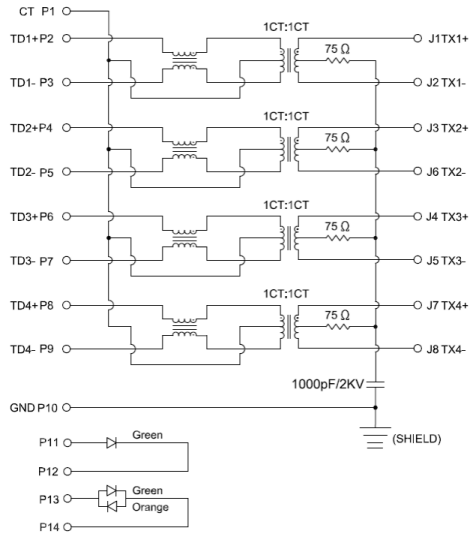 CT P1
1CT:1CT
TD1+P2
J1TX1+
75 Ω
TD1- P3
J2 TX1-
1CT:1CT
TD2+P4
J3 TX2+
75 Ω
TD2- P5
J6 TX2-
1CT:1CT
TD3+P6
J4 TX3+
75 Ω
TD3- P7
J5 TX3-
1CT:1CT
TD4+P8
J7 TX4+
75 Ω
TD4- P9
J8 TX4-
1000pF/2KV
GND P10
(SHIELD)
P11
Green
P12
P13
Green
Orange
P14